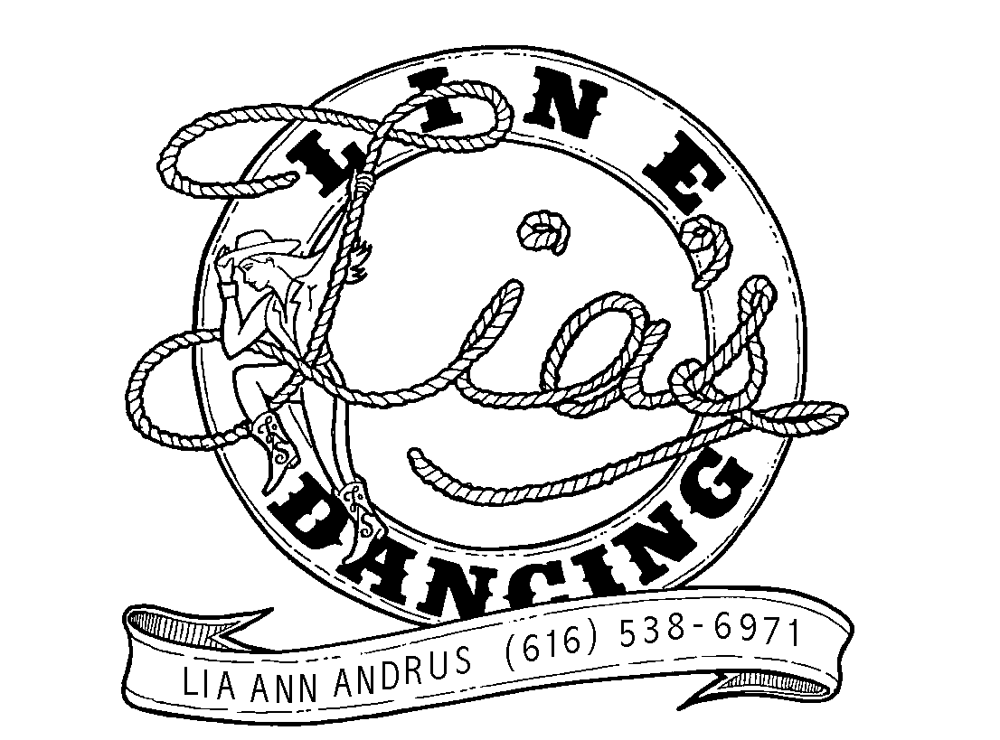 LINE
Lia's
DANCING
LIA ANN ANDRUS (616) 538-6971